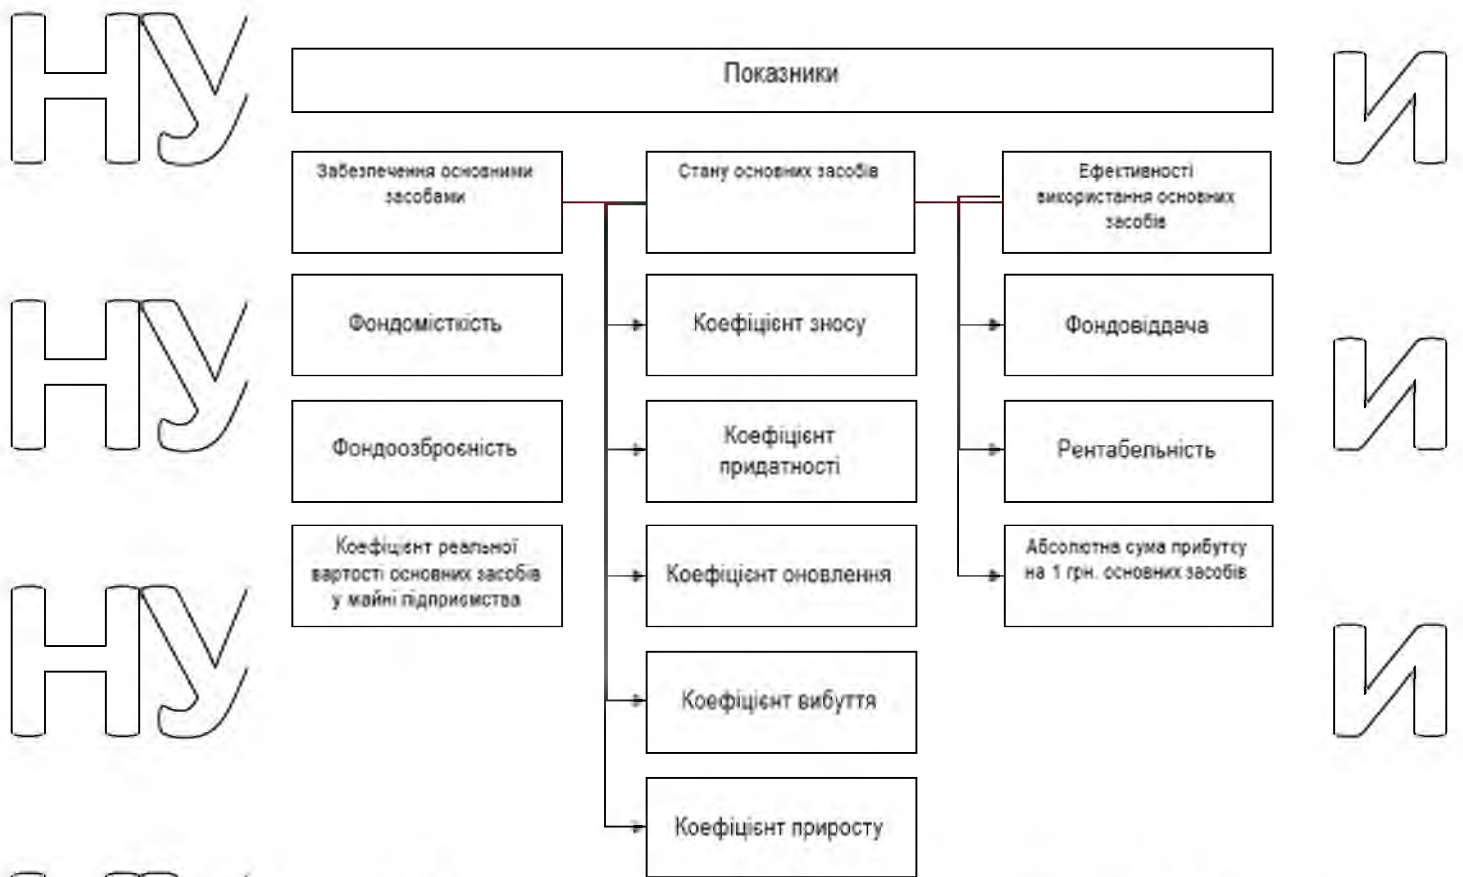 НУ
И
Показники
Забезпечення основними
засобами
Стану основних засобів
Ефективності
використання основних
засобів
НУ
И
Фондомісткість
Коефіцієнт зносу
Фондовіддача
Фондоозброєність
Коефіцієнт
придатності
Рентабельність
Коефіцієнт реальної
вартості основних засобів
у майні підприємства
Коефіцієнт оновлення
Абсолютна сума прибутку
на 1 грн. основних засобів
НУ
И
Коефіцієнт вибуття
Коефіцієнт приросту